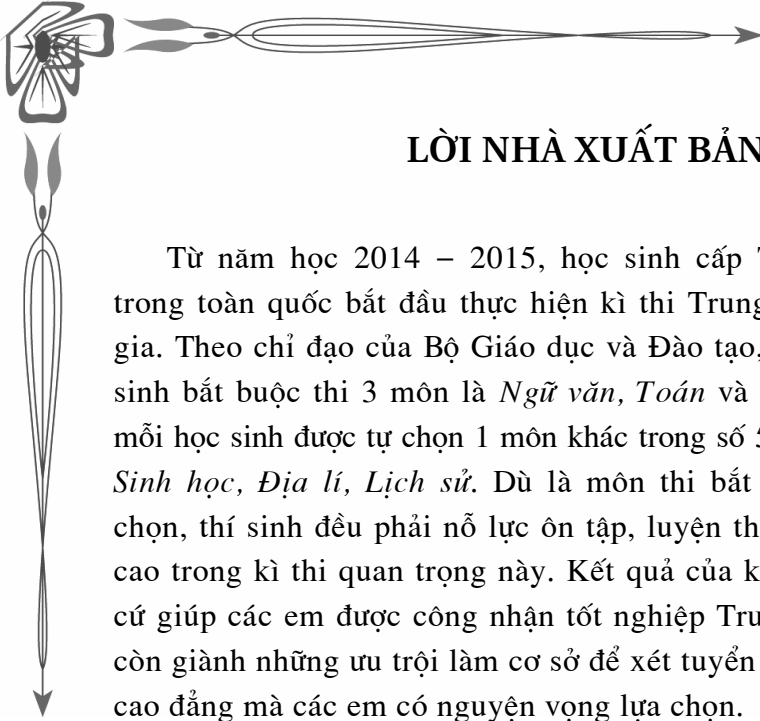 LỜI NHÀ XUẤT BẢN
Từ năm học 2014 – 2015, học sinh cấp
trong toàn quốc bắt đầu thực hiện kì thi Trung
gia. Theo chỉ đạo của Bộ Giáo dục và Đào tạo,
sinh bắt buộc thi 3 môn là Ngữ văn, Toán và
mỗi học sinh được tự chọn 1 môn khác trong số 5
Sinh học, Địa lí, Lịch sử. Dù là môn thi bắt
chọn, thí sinh đều phải nỗ lực ôn tập, luyện th
cao trong kì thi quan trọng này. Kết quả của k
cứ giúp các em được công nhận tốt nghiệp Tru
còn giành những ưu trội làm cơ sở để xét tuyển
cao đẳng mà các em có nguyện vọng lựa chọn.